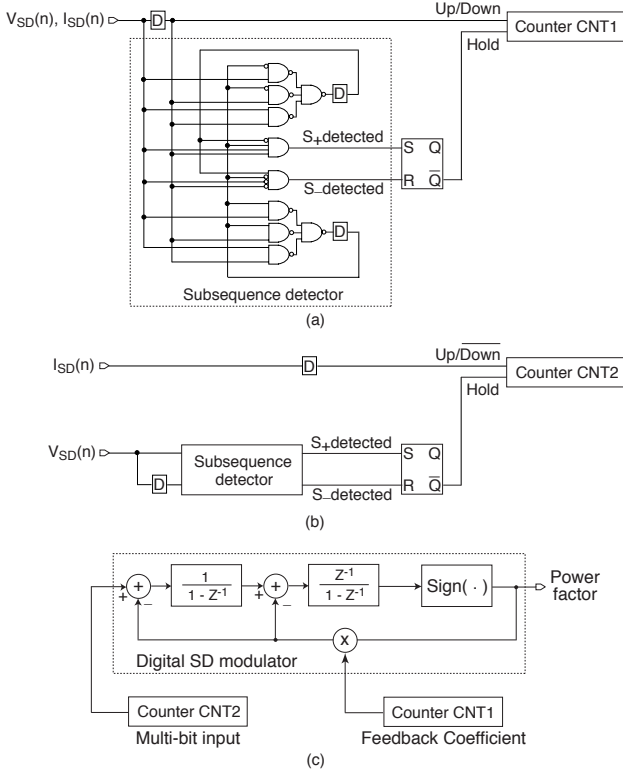 V_SD(n), I_SD(n)
D
Up/Down
Counter CNT1
Hold
D
S+detected
S Q
S–detected
R Q̅
D
Subsequence detector
(a)
I_SD(n)
D
Up/D̅o̅w̅n̅
Counter CNT2
Hold
V_SD(n)
D
Subsequence
detector
S+detected
S Q
S–detected
R Q̅
(b)
+ + –
1
1 - Z⁻¹
+ + –
Z⁻¹
1 - Z⁻¹
Sign( · )
Power
factor
x
Digital SD modulator
Counter CNT2
Multi-bit input
Counter CNT1
Feedback Coefficient
(c)